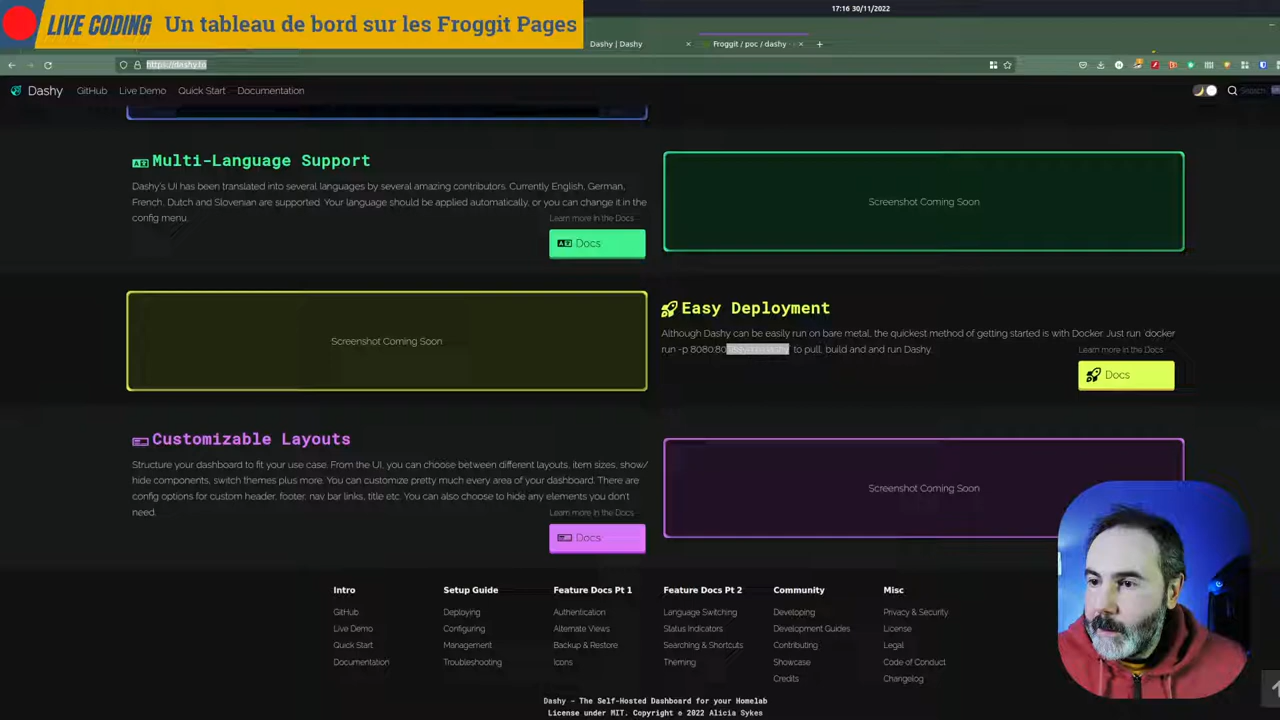 17:16 30/11/2022
LIVE CODING Un tableau de bord sur les Froggit Pages
Dashy | Dashy
Froggit / poc / dashy
https://dashy.to
Dashy GitHub Live Demo Quick Start Documentation
Search
Multi-Language Support
Dashy's UI has been translated into several languages by several amazing contributors. Currently English, German,
French, Dutch and Slovenian are supported. Your language should be applied automatically, or you can change it in the
config menu.
Learn more in the Docs
Docs
Screenshot Coming Soon
Screenshot Coming Soon
Easy Deployment
Although Dashy can be easily run on bare metal, the quickest method of getting started is with Docker. Just run `docker
run -p 8080:80 to pull, build and and run Dashy.
Learn more in the Docs
Docs
Customizable Layouts
Structure your dashboard to fit your use case. From the UI, you can choose between different layouts, item sizes, show/
hide components, switch themes plus more. You can customize pretty much every area of your dashboard. There are
config options for custom header, footer, nav bar links, title etc. You can also choose to hide any elements you don't
need.
Learn more in the Docs
Docs
Screenshot Coming Soon
Intro
GitHub
Live Demo
Quick Start
Documentation
Setup Guide
Deploying
Configuring
Management
Troubleshooting
Feature Docs Pt 1
Authentication
Alternate Views
Backup & Restore
Icons
Feature Docs Pt 2
Language Switching
Status Indicators
Searching & Shortcuts
Theming
Community
Developing
Development Guides
Contributing
Showcase
Credits
Misc
Privacy & Security
License
Legal
Code of Conduct
Changelog
Dashy - The Self-Hosted Dashboard for your Homelab
License under MIT. Copyright © 2022 Alicia Sykes